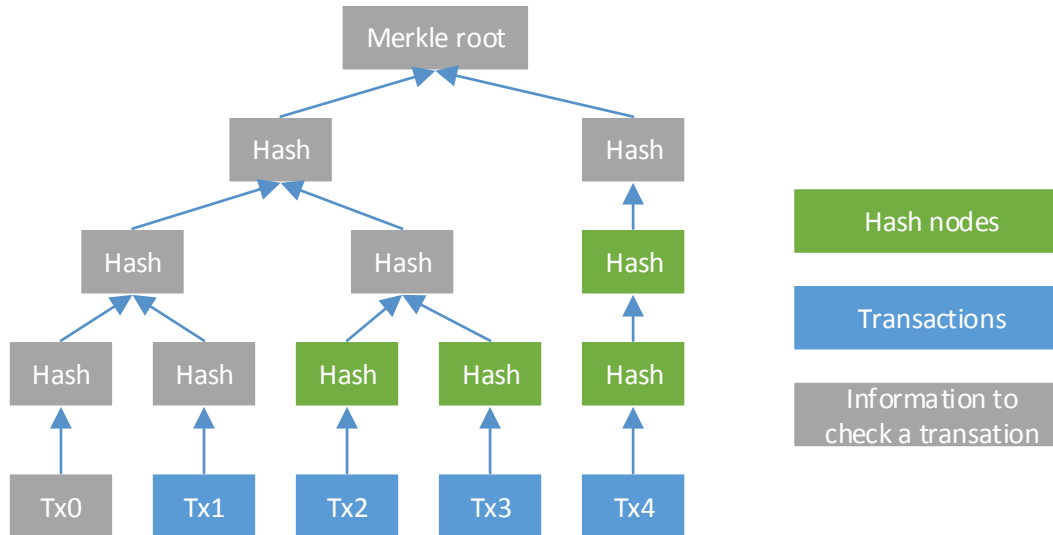 Merkle root
Hash
Hash
Hash
Hash
Hash
Hash
Hash
Hash
Hash
Hash
Tx0
Tx1
Tx2
Tx3
Tx4
Hash nodes
Transactions
Information to
check a transation